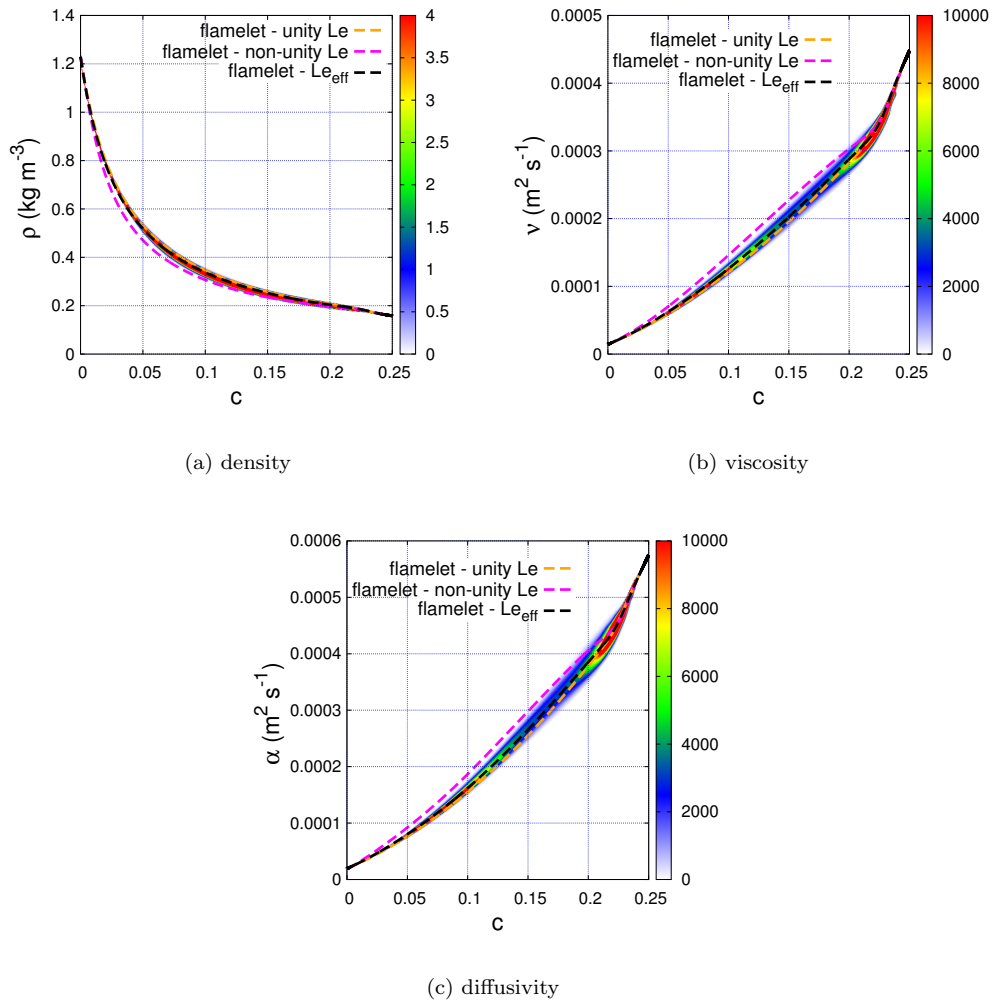 1.4
1.2
1
0.8
0.6
0.4
0.2
0
ρ (kg m-3)
flamelet - unity Le
flamelet - non-unity Le
flamelet - Leeff
0 0.05 0.1 0.15 0.2 0.25
c
4
3.5
3
2.5
2
1.5
1
0.5
0
(a) density
0.0005
0.0004
0.0003
0.0002
0.0001
0
ν (m2 s-1)
flamelet - unity Le
flamelet - non-unity Le
flamelet - Leeff
0 0.05 0.1 0.15 0.2 0.25
c
10000
8000
6000
4000
2000
0
(b) viscosity
0.0006
0.0005
0.0004
0.0003
0.0002
0.0001
0
α (m2 s-1)
flamelet - unity Le
flamelet - non-unity Le
flamelet - Leeff
0 0.05 0.1 0.15 0.2 0.25
c
10000
8000
6000
4000
2000
0
(c) diffusivity